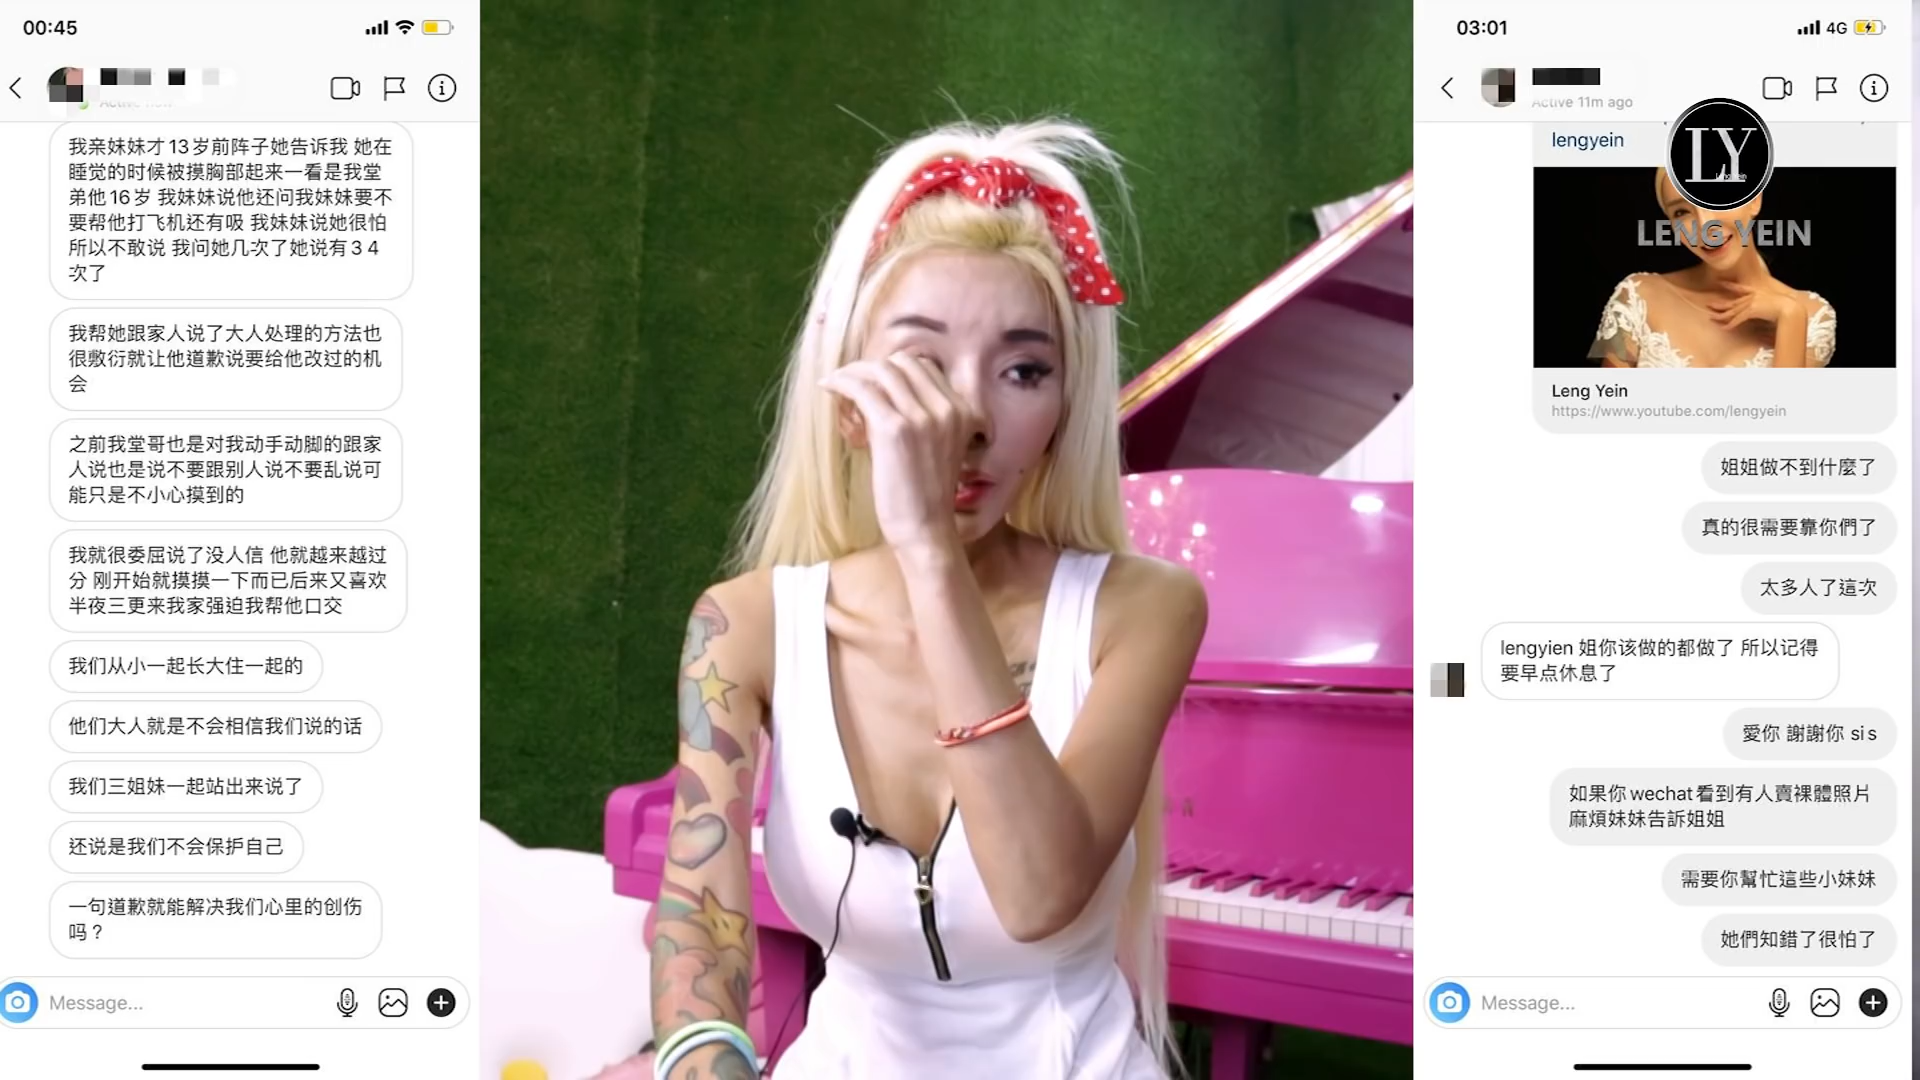 00:45
我亲妹妹才13岁前阵子她告诉我 她在
睡觉的时候被摸胸部起来一看是我堂
弟他16岁 我妹妹说他还问我妹妹要不
要帮他打飞机还有吸 我妹妹说她很怕
所以不敢说 我问她几次了她说有3 4
次了
我帮她跟家人说了大人处理的方法也
很敷衍就让他道歉说要给他改过的机
会
之前我堂哥也是对我动手动脚的跟家
人说也是说不要跟别人说不要乱说可
能只是不小心摸到的
我就很委屈说了没人信 他就越来越过
分 刚开始就摸摸一下而已后来又喜欢
半夜三更来我家强迫我帮他口交
我们从小一起长大住一起的
他们大人就是不会相信我们说的话
我们三姐妹一起站出来说了
还说是我们不会保护自己
一句道歉就能解决我们心里的创伤
吗？
Message...
03:01
4G
Active 11m ago
lengyein
LY
LENG YEIN
Leng Yein
https://www.youtube.com/lengyein
姐姐做不到什麼了
真的很需要靠你們了
太多人了這次
lengyien 姐你该做的都做了 所以记得
要早点休息了
愛你 謝謝你 sis
如果你wechat看到有人賣裸體照片
麻煩妹妹告訴姐姐
需要你幫忙這些小妹妹
她們知錯了很怕了
Message...